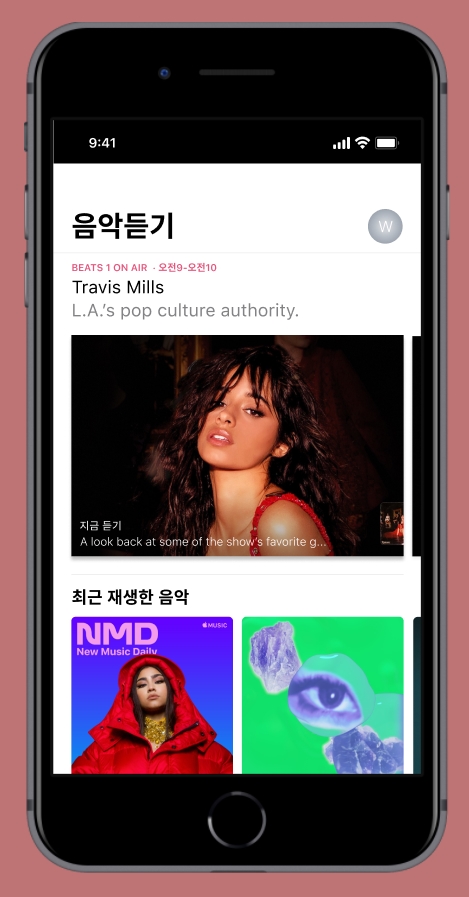 9:41
음악듣기
W
BEATS 1 ON AIR · 오전9-오전10
Travis Mills
L.A.’s pop culture authority.
지금 듣기
A look back at some of the show’s favorite g...
최근 재생한 음악
NMD
MUSIC
New Music Daily